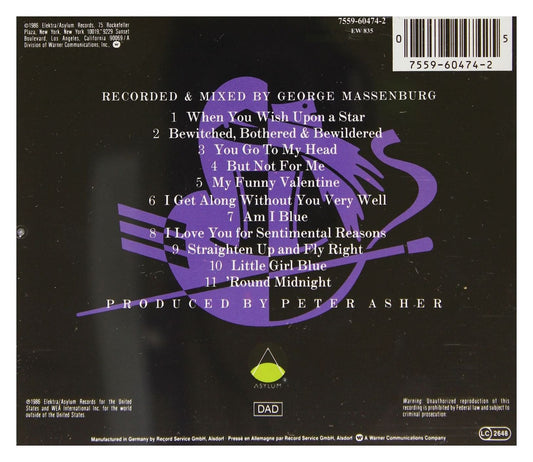 ℗1986 Elektra/Asylum Records, 75 Rockefeller
Plaza, New York, New York 10019, 9229 Sunset
Boulevard, Los Angeles, California 90069/A
Division of Warner Communications, Inc.
7559-60474-2
EW 835
0
5
7559-60474-2
RECORDED & MIXED BY GEORGE MASSENBURG
1 When You Wish Upon a Star
2 Bewitched, Bothered & Bewildered
3 You Go To My Head
4 But Not For Me
5 My Funny Valentine
6 I Get Along Without You Very Well
7 Am I Blue
8 I Love You for Sentimental Reasons
9 Straighten Up and Fly Right
10 Little Girl Blue
11 'Round Midnight
PRODUCED BY PETER ASHER
ASYLUM
DAD
℗1986 Elektra/Asylum Records for the United
States and WEA International Inc. for the world
outside of the United States
Warning: Unauthorized reproduction of this
recording is prohibited by Federal law and subject to
criminal prosecution.
LC 2648
Manufactured in Germany by Record Service GmbH, Alsdorf · Pressé en Allemagne par Record Service GmbH, Alsdorf A Warner Communications Company